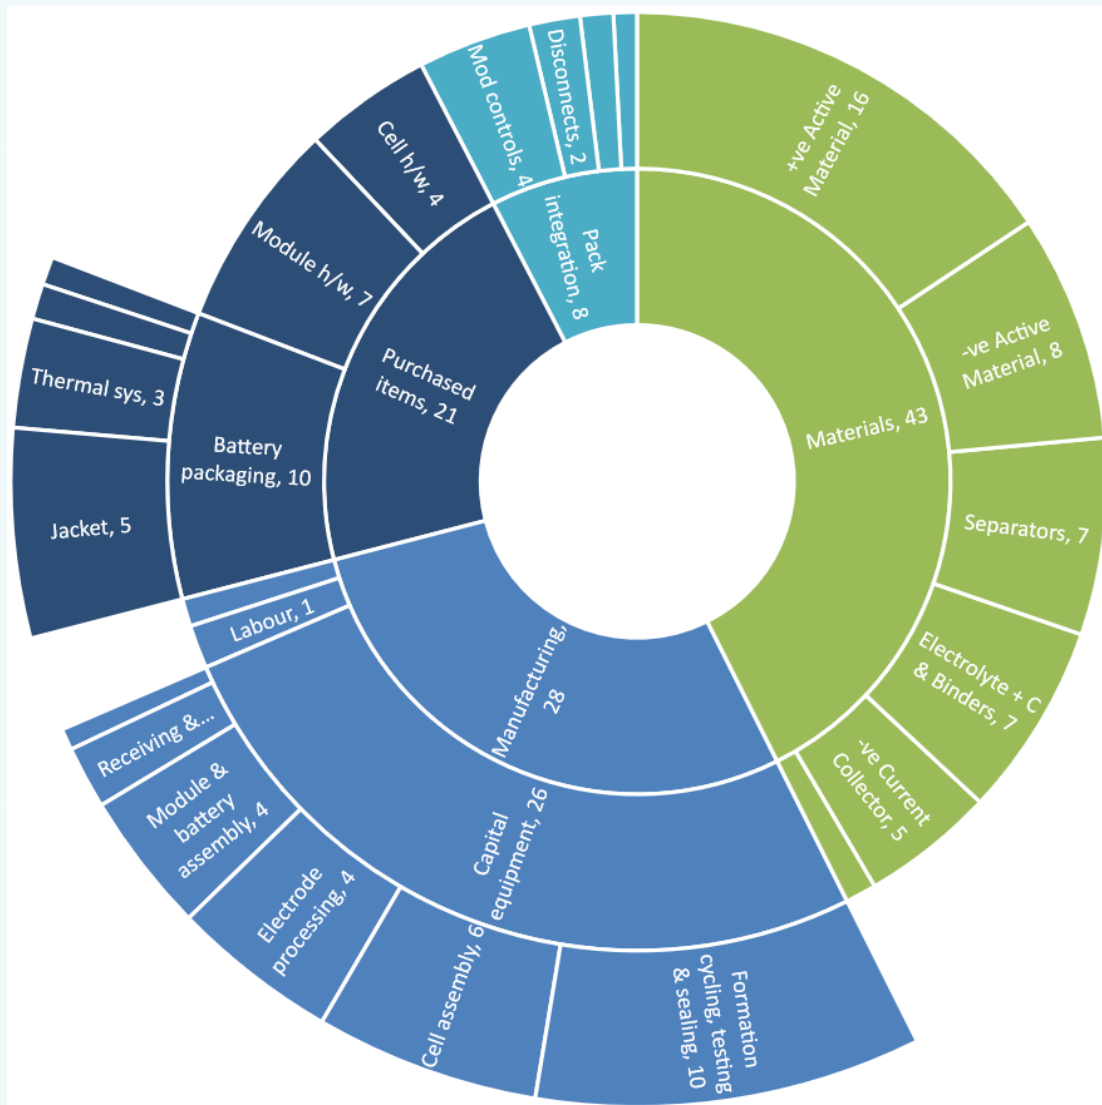 +ve Active
Material, 16
-ve Active
Material, 8
Separators, 7
Electrolyte + C
& Binders, 7
-ve Current
Collector, 5
Materials, 43
Formation
cycling, testing
& sealing, 10
Cell assembly, 6
Electrode
processing, 4
Module &
battery
assembly, 4
Receiving &...
Capital
equipment, 26
Labour, 1
Manufacturing,
28
Jacket, 5
Thermal sys, 3
Battery
packaging, 10
Module h/w, 7
Cell h/w, 4
Purchased
items, 21
Mod controls, 4
Disconnects, 2
Pack
integration, 8